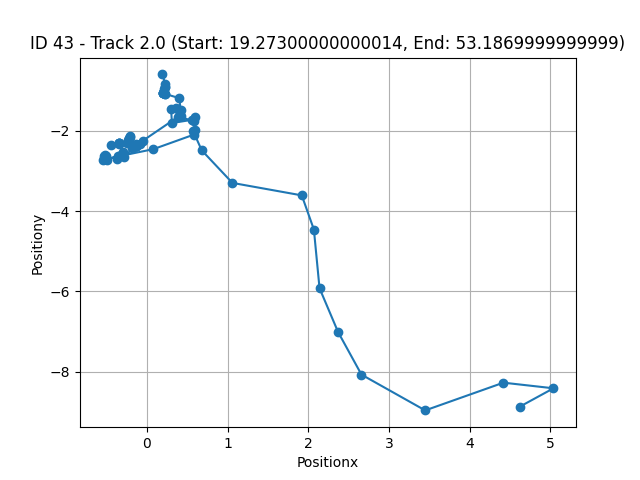 ID 43 - Track 2.0 (Start: 19.27300000000014, End: 53.1869999999999)
−2
−4
−6
−8
Positiony
0 1 2 3 4 5
Positionx